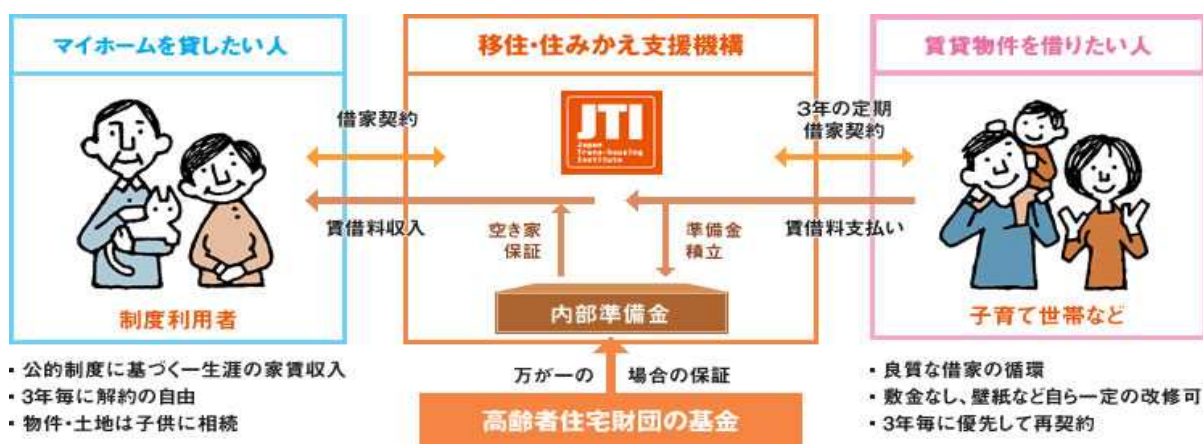 マイホームを貸したい人
移住・住みかえ支援機構
賃貸物件を借りたい人
借家契約
JTI
Japan
Trans-housing
Institute
3年の定期
借家契約
賃借料収入
空き家
保証
準備金
積立
賃借料支払い
内部準備金
制度利用者
子育て世帯など
▪ 公的制度に基づく一生涯の家賃収入
▪ 3年毎に解約の自由
▪ 物件・土地は子供に相続
万が一の 場合の保証
高齢者住宅財団の基金
▪ 良質な借家の循環
▪ 敷金なし、壁紙など自ら一定の改修可
▪ 3年毎に優先して再契約